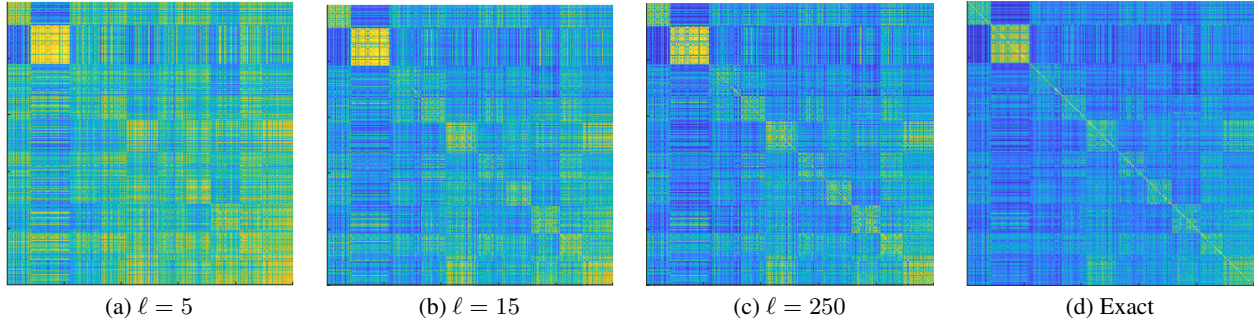 (a) ℓ = 5
(b) ℓ = 15
(c) ℓ = 250
(d) Exact